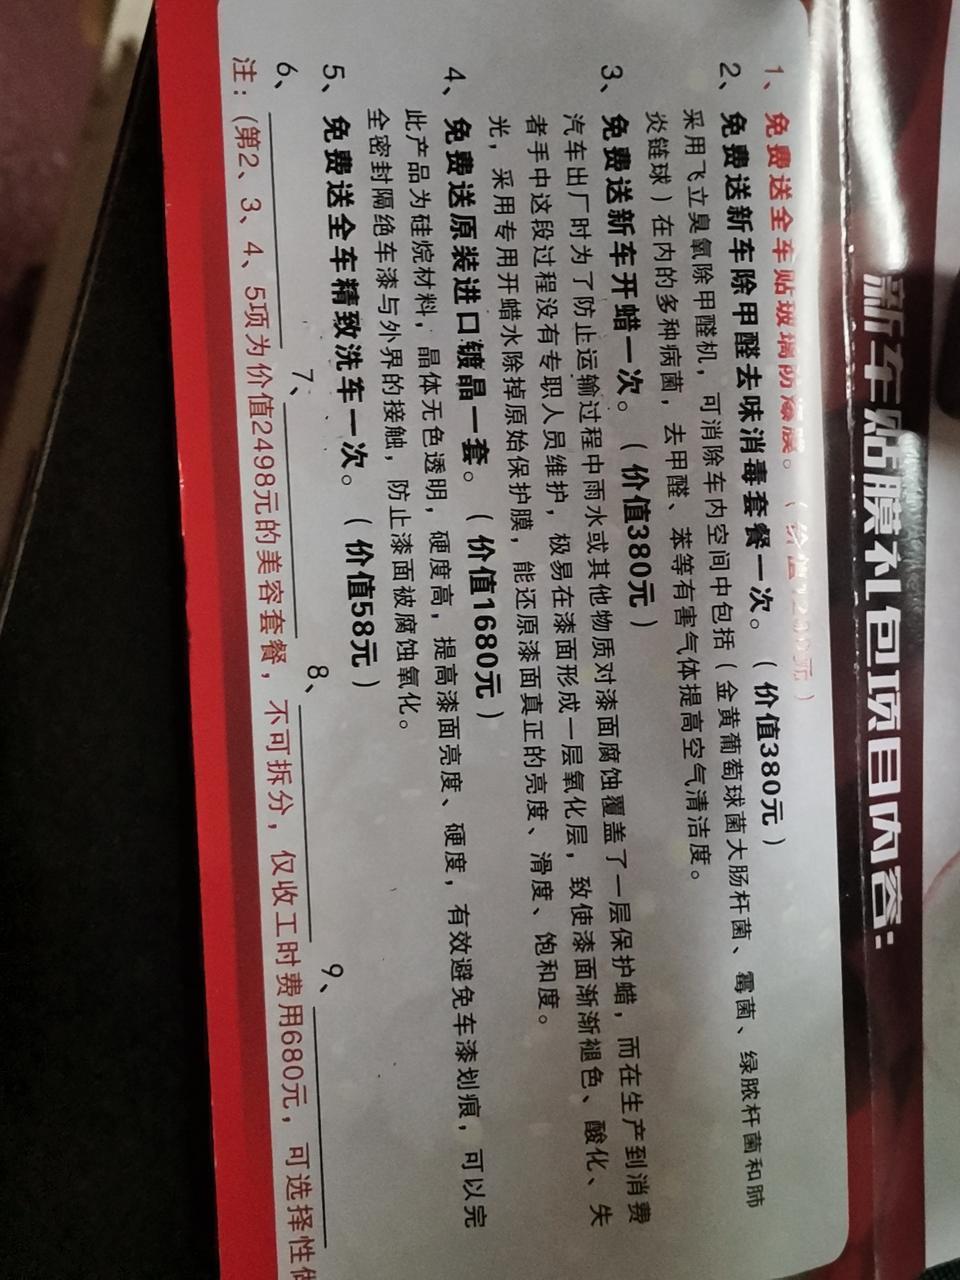 新车贴膜礼包项目内容:
1、免费送全车贴玻璃防爆膜。(价值1280元)
2、免费送新车除甲醛去味消毒套餐一次。(价值380元)
采用飞立臭氧除甲醛机,可消除车内空间中包括(金黄葡萄球菌大肠杆菌、霉菌、绿脓杆菌和肺
炎链球)在内的多种病菌,去甲醛、苯等有害气体提高空气清洁度。
3、免费送新车开蜡一次。(价值380元)
汽车出厂时为了防止运输过程中雨水或其他物质对漆面腐蚀覆盖了一层保护蜡,而在生产到消费
者手中这段过程没有专职人员维护,极易在漆面形成一层氧化层,致使漆面渐渐褪色、酸化、失
光,采用专用开蜡水除掉原始保护膜,能还原漆面真正的亮度、滑度、饱和度。
4、免费送原装进口镀晶一套。(价值1680元)
此产品为硅烷材料,晶体无色透明,硬度高,提高漆面亮度、硬度,有效避免车漆划痕,可以完
全密封隔绝车漆与外界的接触,防止漆面被腐蚀氧化。
5、免费送全车精致洗车一次。(价值58元)
6、 7、 8、 9、
注:(第2、3、4、5项为价值2498元的美容套餐,不可拆分,仅收工时费用680元,可选择性做